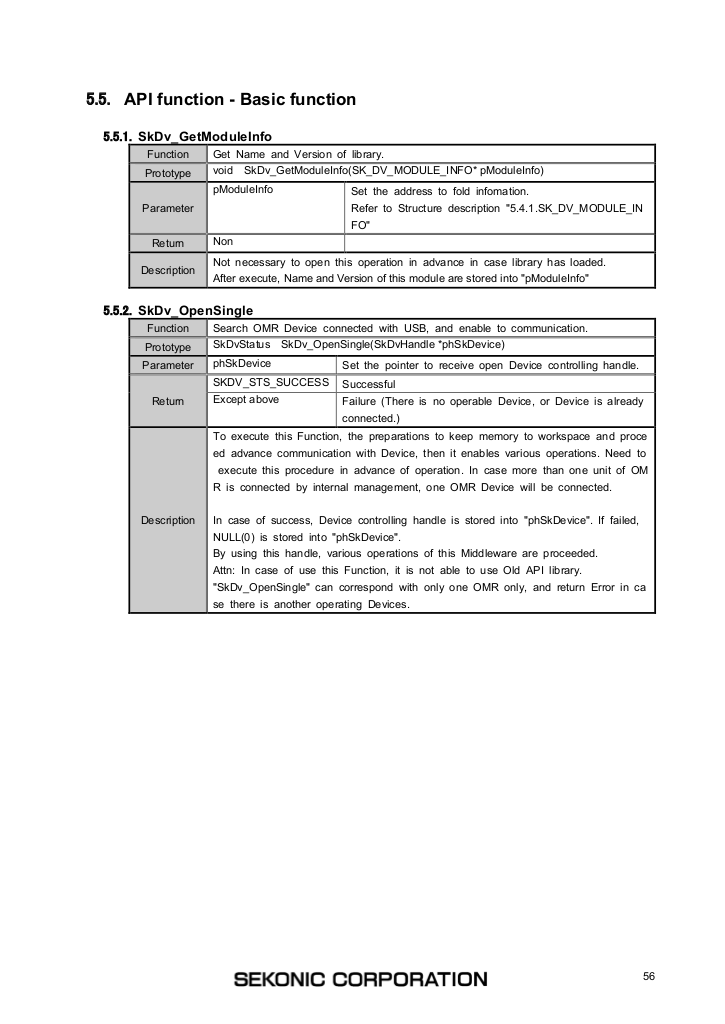 5.5. API function - Basic function
5.5.1. SkDv_GetModuleInfo
Function Get Name and Version of library.
Prototype void SkDv_GetModuleInfo(SK_DV_MODULE_INFO* pModuleInfo)
Parameter pModuleInfo Set the address to fold infomation.
Refer to Structure description "5.4.1.SK_DV_MODULE_IN
FO"
Return Non
Description Not necessary to open this operation in advance in case library has loaded.
After execute, Name and Version of this module are stored into "pModuleInfo"
5.5.2. SkDv_OpenSingle
Function Search OMR Device connected with USB, and enable to communication.
Prototype SkDvStatus SkDv_OpenSingle(SkDvHandle *phSkDevice)
Parameter phSkDevice Set the pointer to receive open Device controlling handle.
Return SKDV_STS_SUCCESS Successful
Except above Failure (There is no operable Device, or Device is already
connected.)
Description To execute this Function, the preparations to keep memory to workspace and proce
ed advance communication with Device, then it enables various operations. Need to
execute this procedure in advance of operation. In case more than one unit of OM
R is connected by internal management, one OMR Device will be connected.
In case of success, Device controlling handle is stored into "phSkDevice". If failed,
NULL(0) is stored into "phSkDevice".
By using this handle, various operations of this Middleware are proceeded.
Attn: In case of use this Function, it is not able to use Old API library.
"SkDv_OpenSingle" can correspond with only one OMR only, and return Error in ca
se there is another operating Devices.
SEKONIC CORPORATION
56